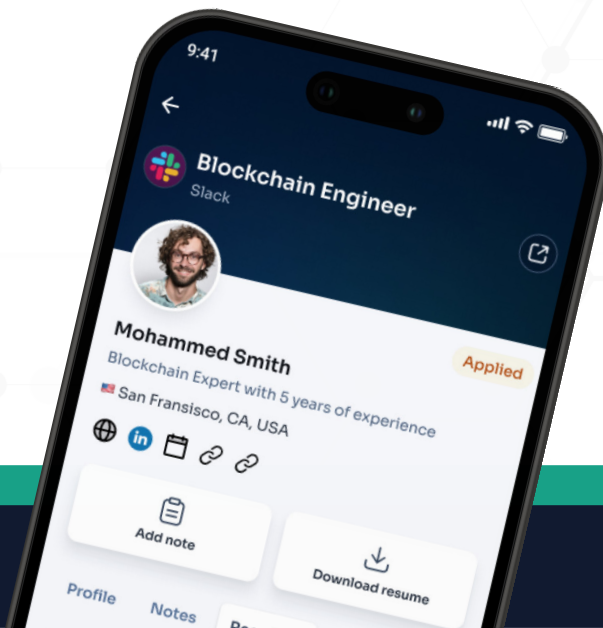 9:41
Blockchain Engineer
Slack
Applied
Mohammed Smith
Blockchain Expert with 5 years of experience
San Fransisco, CA, USA
in
Add note
Download resume
Profile
Notes